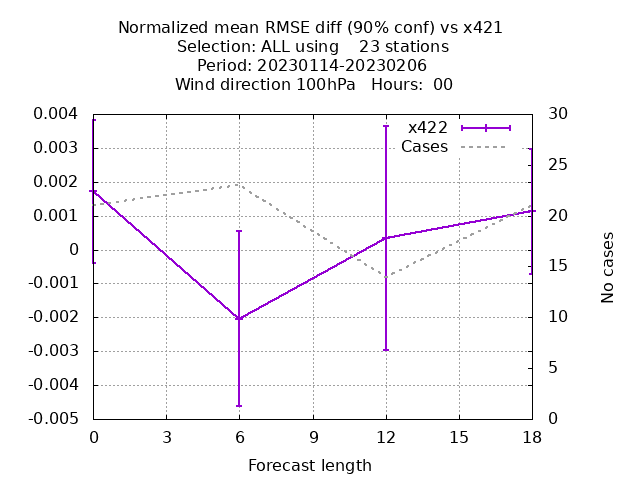 Normalized mean RMSE diff (90% conf) vs x421
Selection: ALL using    23 stations
Period: 20230114-20230206
Wind direction 100hPa   Hours:  00
0.004
0.003
0.002
0.001
0
-0.001
-0.002
-0.003
-0.004
-0.005
x422
Cases
30
25
20
15
10
5
0
No cases
0 3 6 9 12 15 18
Forecast length